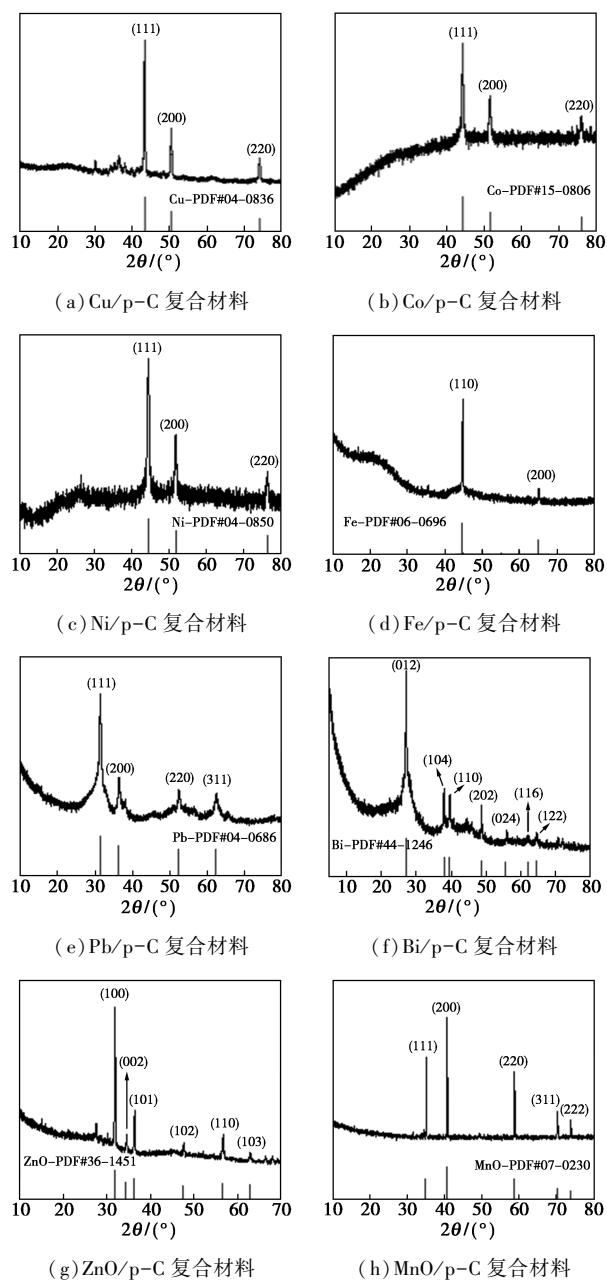 (111)
(200)
(220)
Cu-PDF#04-0836
10 20 30 40 50 60 70 80
2θ/(°)
(a)Cu/p-C 复合材料
(111)
(200)
(220)
Co-PDF#15-0806
10 20 30 40 50 60 70 80
2θ/(°)
(b)Co/p-C 复合材料
(111)
(200)
(220)
Ni-PDF#04-0850
10 20 30 40 50 60 70 80
2θ/(°)
(c)Ni/p-C 复合材料
(110)
(200)
Fe-PDF#06-0696
10 20 30 40 50 60 70 80
2θ/(°)
(d)Fe/p-C 复合材料
(111)
(200)
(220)
(311)
Pb-PDF#04-0686
10 20 30 40 50 60 70 80
2θ/(°)
(e)Pb/p-C 复合材料
(012)
(104)
(110)
(202)
(024)
(116)
(122)
Bi-PDF#44-1246
10 20 30 40 50 60 70 80
2θ/(°)
(f)Bi/p-C 复合材料
(100)
(002)
(101)
(102)
(110)
(103)
ZnO-PDF#36-1451
10 20 30 40 50 60 70
2θ/(°)
(g)ZnO/p-C 复合材料
(200)
(111)
(220)
(311)
(222)
MnO-PDF#07-0230
10 20 30 40 50 60 70 80
2θ/(°)
(h)MnO/p-C 复合材料